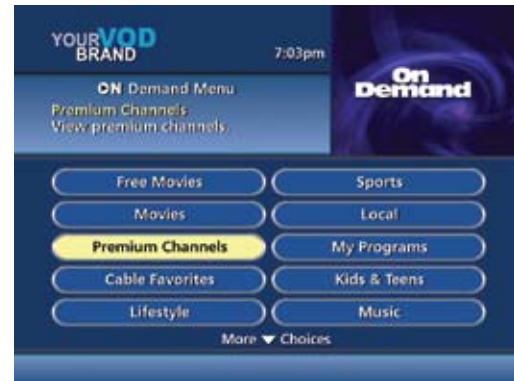 YOUR VOD
BRAND
7:03pm
On
Demand
ON Demand Menu
Premium Channels
View premium channels.
Free Movies
Sports
Movies
Local
Premium Channels
My Programs
Cable Favorites
Kids & Teens
Lifestyle
Music
More Choices